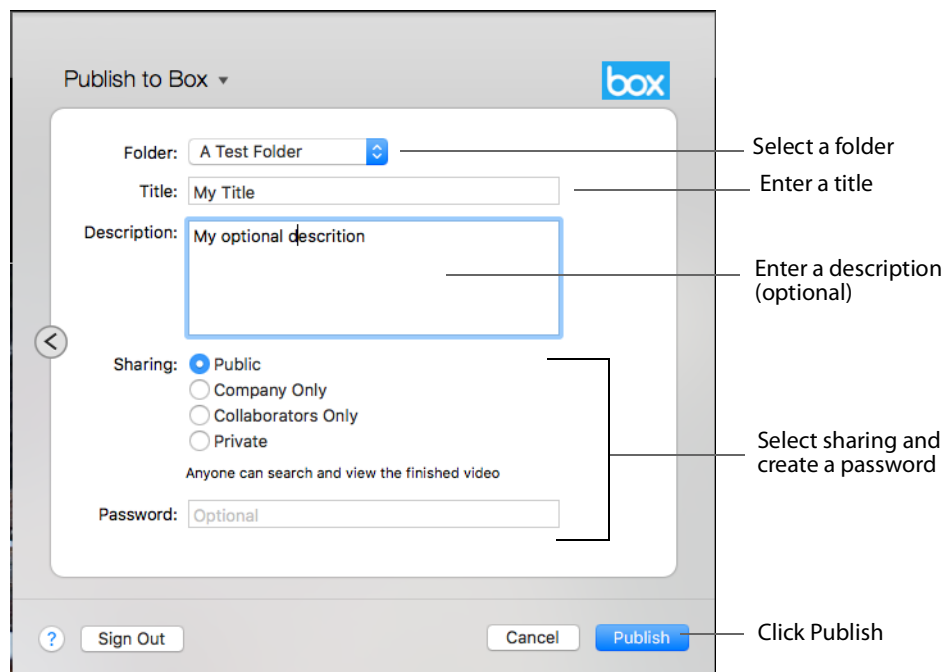 Publish to Box
box
Folder: A Test Folder
Select a folder
Title: My Title
Enter a title
Description: My optional descrition
Enter a description
(optional)
<
Sharing: Public
Company Only
Collaborators Only
Private
Select sharing and
create a password
Anyone can search and view the finished video
Password: Optional
? Sign Out Cancel Publish
Click Publish